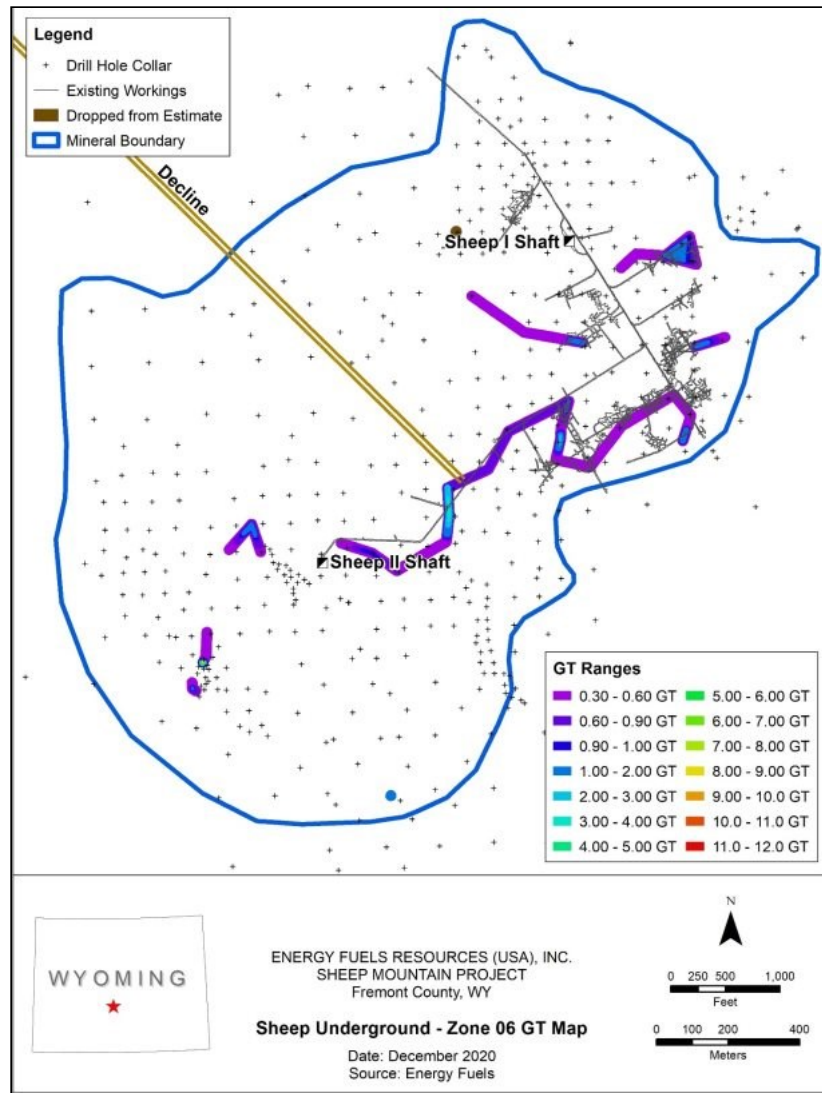 Legend
Drill Hole Collar
Existing Workings
Dropped from Estimate
Mineral Boundary
Decline
Sheep I Shaft
Sheep II Shaft
GT Ranges
0.30 - 0.60 GT
0.60 - 0.90 GT
0.90 - 1.00 GT
1.00 - 2.00 GT
2.00 - 3.00 GT
3.00 - 4.00 GT
4.00 - 5.00 GT
5.00 - 6.00 GT
6.00 - 7.00 GT
7.00 - 8.00 GT
8.00 - 9.00 GT
9.00 - 10.0 GT
10.0 - 11.0 GT
11.0 - 12.0 GT
WYOMING
ENERGY FUELS RESOURCES (USA), INC.
SHEEP MOUNTAIN PROJECT
Fremont County, WY
Sheep Underground - Zone 06 GT Map
Date: December 2020
Source: Energy Fuels
N
0 250 500 1,000
Feet
0 100 200 400
Meters